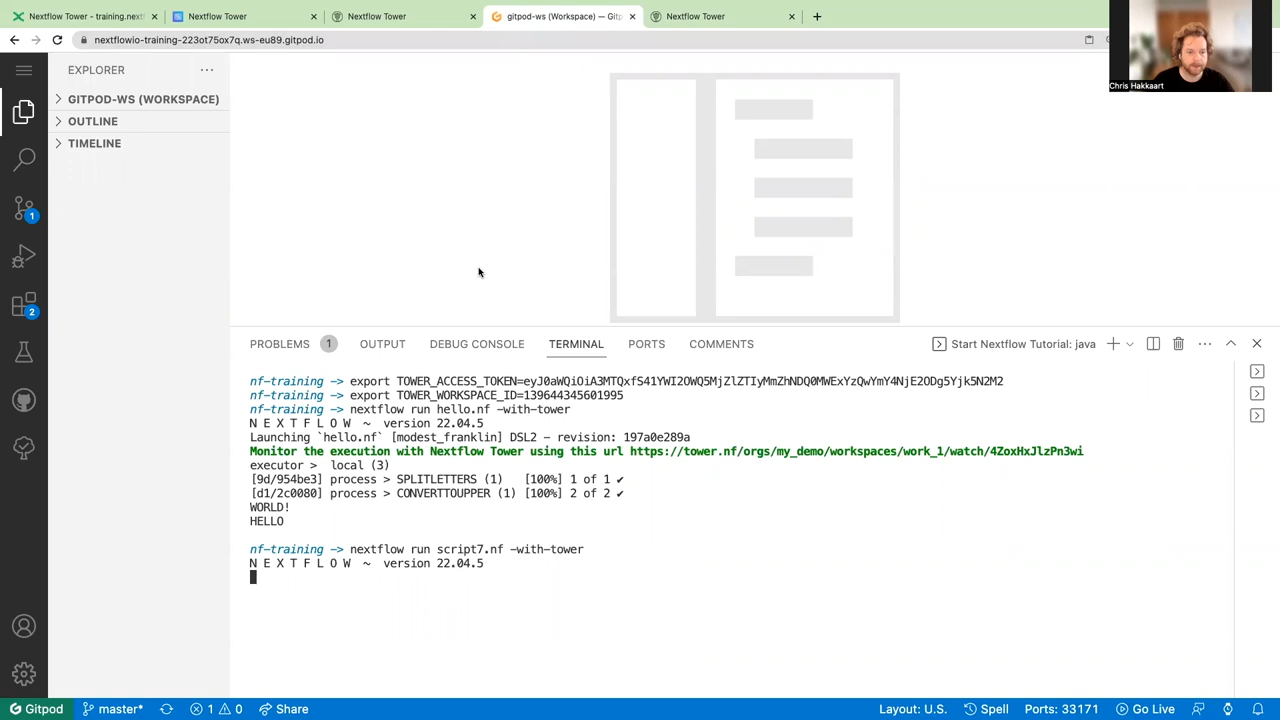 Nextflow Tower - training.nextf
Nextflow Tower
Nextflow Tower
gitpod-ws (Workspace) — Gitp
Nextflow Tower
nextflowio-training-223ot75ox7q.ws-eu89.gitpod.io
Chris Hakkaart
EXPLORER
GITPOD-WS (WORKSPACE)
OUTLINE
TIMELINE
1
2
PROBLEMS 1 OUTPUT DEBUG CONSOLE TERMINAL PORTS COMMENTS
Start Nextflow Tutorial: java
nf-training -> export TOWER_ACCESS_TOKEN=eyJ0aWQiOiA3MTQxfS41YWI2OWQ5MjZlZTIyMmZhNDQ0MWExYzQwYmY4NjE2ODg5Yjk5N2M2
nf-training -> export TOWER_WORKSPACE_ID=139644345601995
nf-training -> nextflow run hello.nf -with-tower
N E X T F L O W ~ version 22.04.5
Launching `hello.nf` [modest_franklin] DSL2 - revision: 197a0e289a
Monitor the execution with Nextflow Tower using this url https://tower.nf/orgs/my_demo/workspaces/work_1/watch/4ZoxHxJlzPn3wi
executor > local (3)
[9d/954be3] process > SPLITLETTERS (1) [100%] 1 of 1 ✔
[d1/2c0080] process > CONVERTTOUPPER (1) [100%] 2 of 2 ✔
WORLD!
HELLO
nf-training -> nextflow run script7.nf -with-tower
N E X T F L O W ~ version 22.04.5
Gitpod master* 1 0 Share
Layout: U.S. Spell Ports: 33171 Go Live